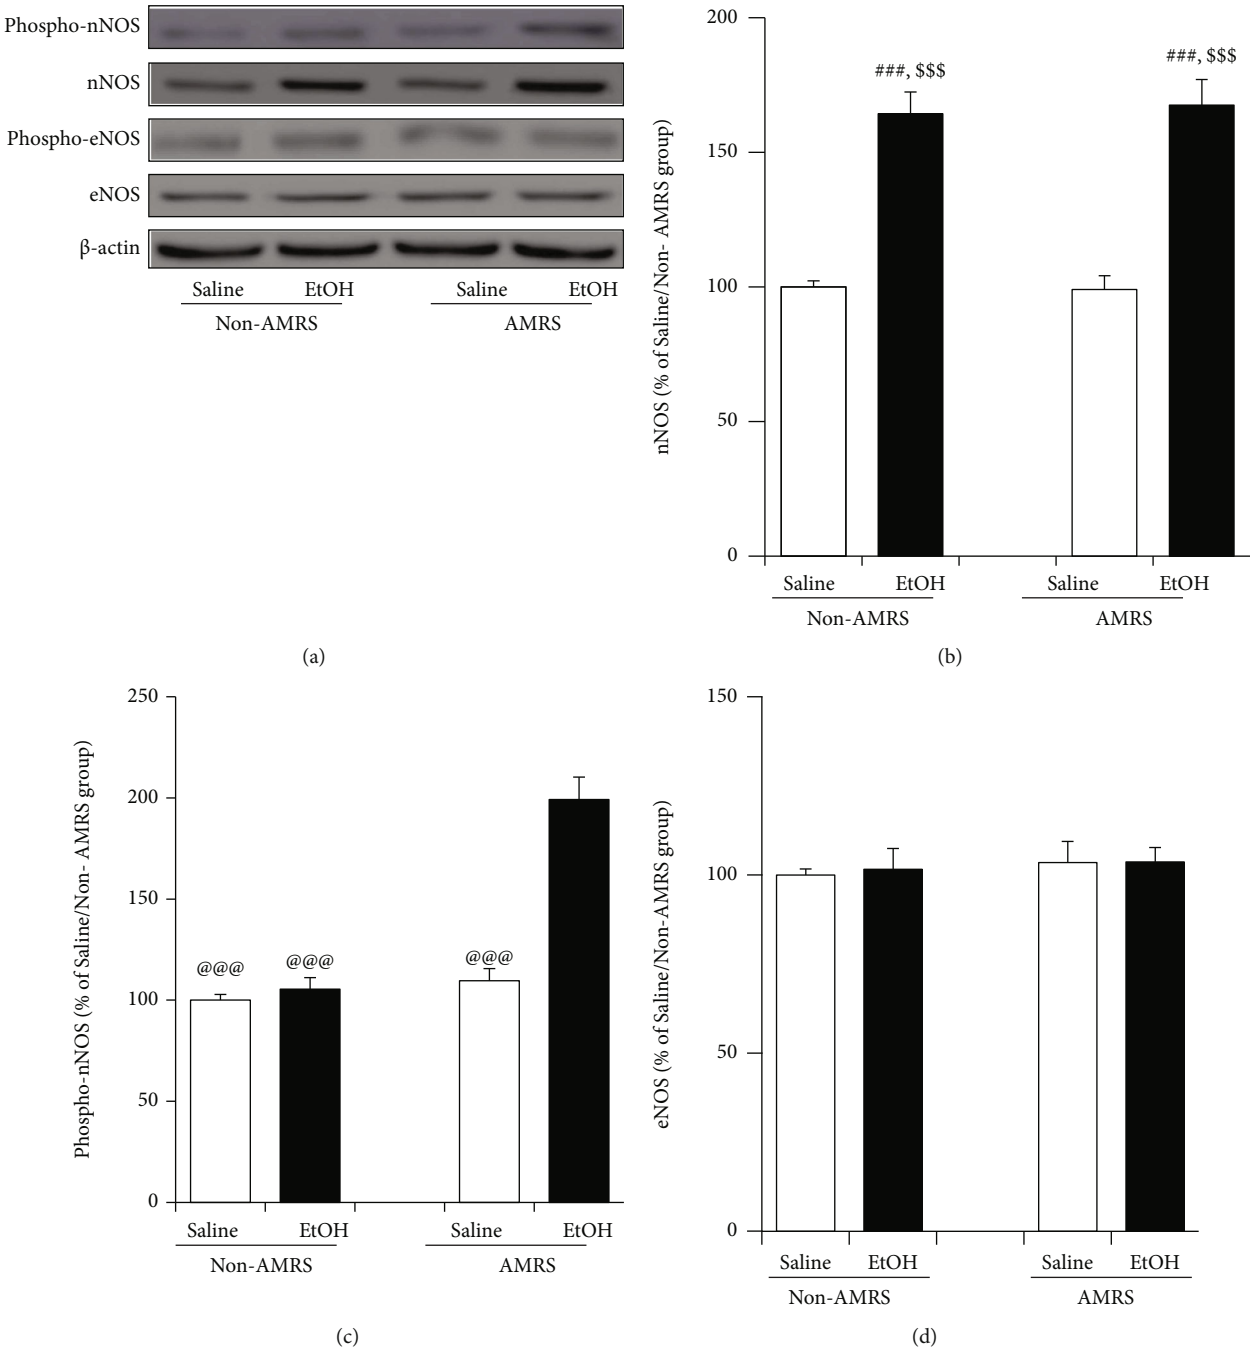 Phospho-nNOS
nNOS
Phospho-eNOS
eNOS
β-actin
Saline EtOH Saline EtOH
Non-AMRS AMRS
(a)
nNOS (% of Saline/Non- AMRS group)
200
150
100
50
0
###, $$$
###, $$$
Saline EtOH Saline EtOH
Non-AMRS AMRS
(b)
Phospho-nNOS (% of Saline/Non- AMRS group)
250
200
150
100
50
0
@@@
@@@
@@@
Saline EtOH Saline EtOH
Non-AMRS AMRS
(c)
eNOS (% of Saline/Non-AMRS group)
150
100
50
0
Saline EtOH Saline EtOH
Non-AMRS AMRS
(d)